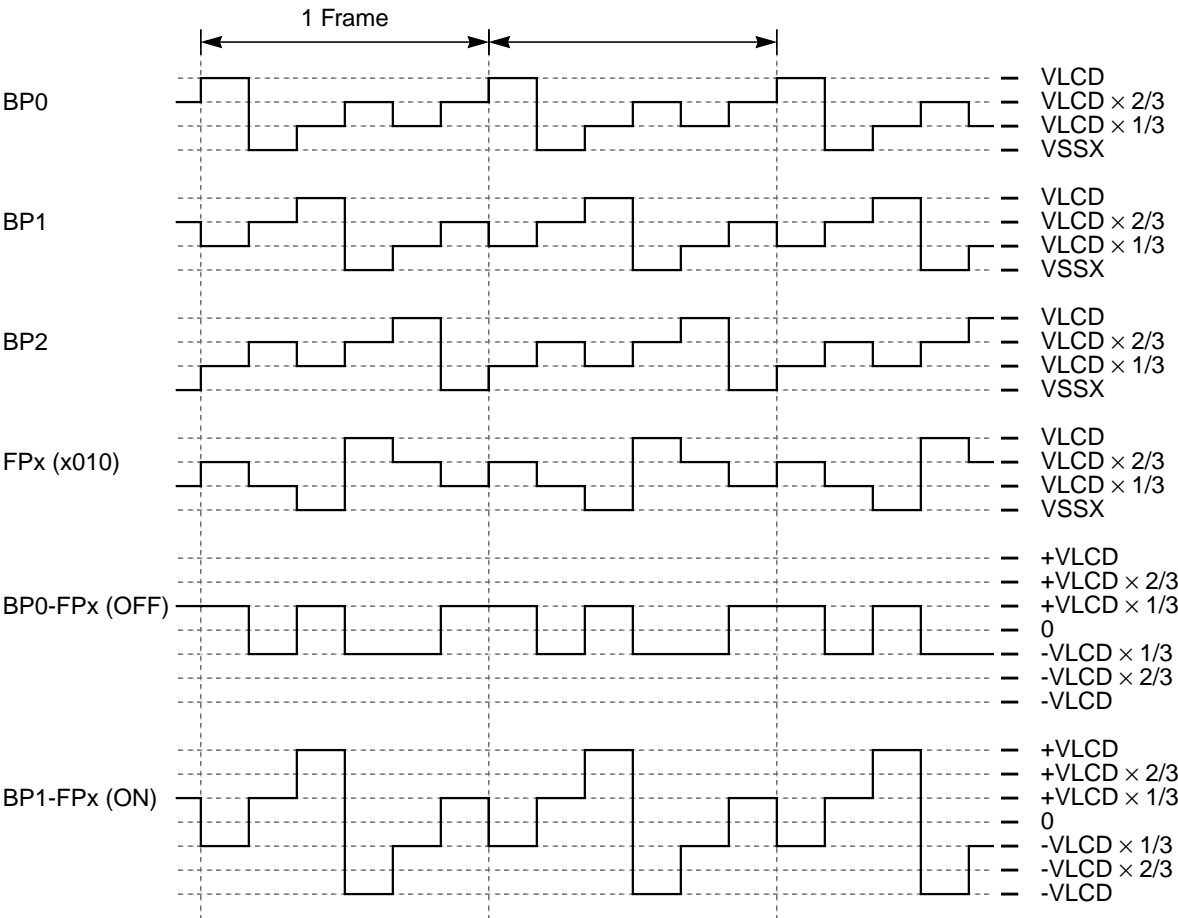 1 Frame
BP0
VLCD
VLCD × 2/3
VLCD × 1/3
VSSX
BP1
VLCD
VLCD × 2/3
VLCD × 1/3
VSSX
BP2
VLCD
VLCD × 2/3
VLCD × 1/3
VSSX
FPx (x010)
VLCD
VLCD × 2/3
VLCD × 1/3
VSSX
BP0-FPx (OFF)
+VLCD
+VLCD × 2/3
+VLCD × 1/3
0
-VLCD × 1/3
-VLCD × 2/3
-VLCD
BP1-FPx (ON)
+VLCD
+VLCD × 2/3
+VLCD × 1/3
0
-VLCD × 1/3
-VLCD × 2/3
-VLCD